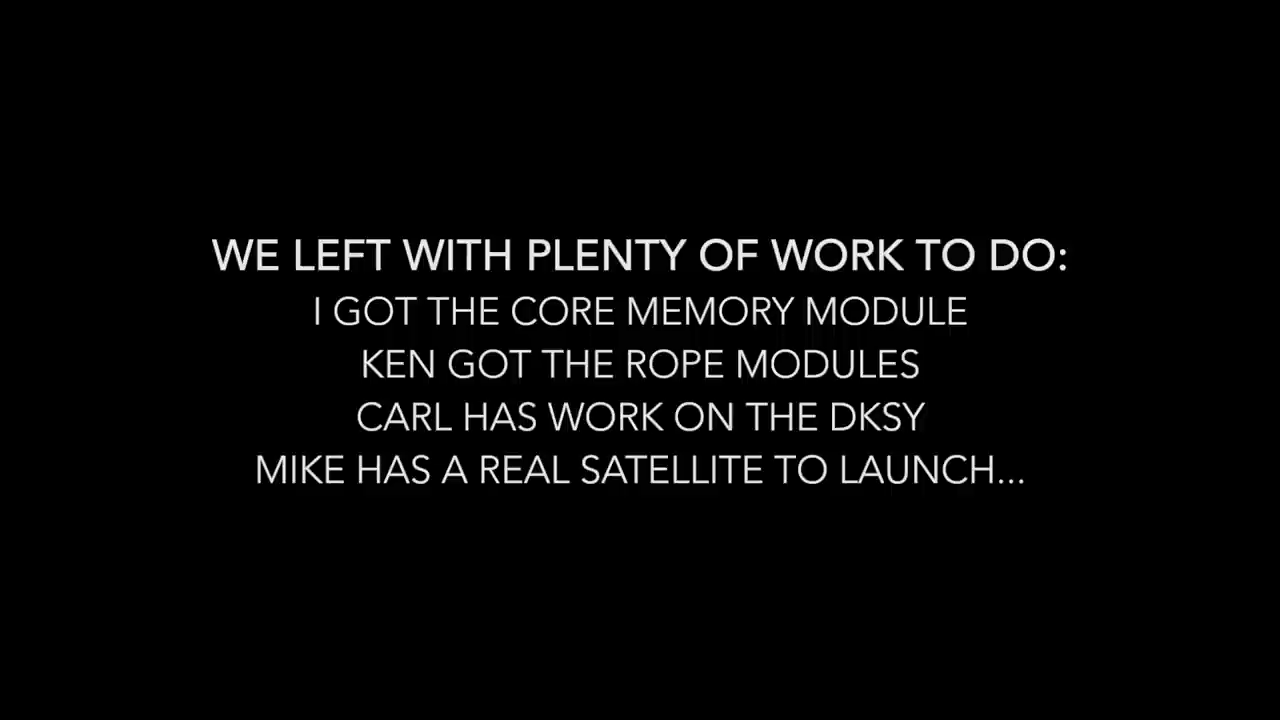 WE LEFT WITH PLENTY OF WORK TO DO:
I GOT THE CORE MEMORY MODULE
KEN GOT THE ROPE MODULES
CARL HAS WORK ON THE DKSY
MIKE HAS A REAL SATELLITE TO LAUNCH...